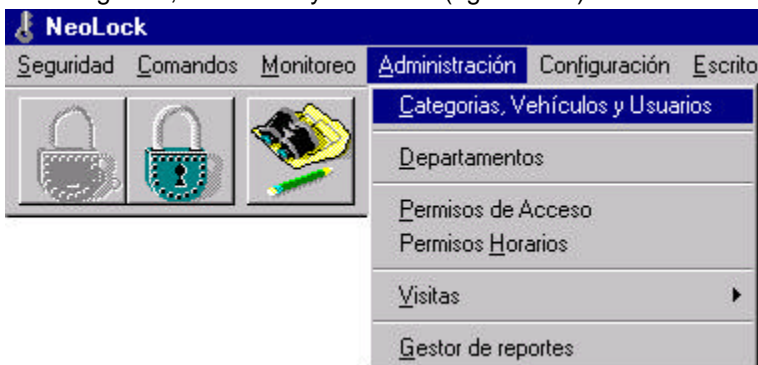 NeoLock
Seguridad Comandos Monitoreo Administración Configuración Escrito
Categorias, Vehículos y Usuarios
Departamentos
Permisos de Acceso
Permisos Horarios
Visitas
Gestor de reportes